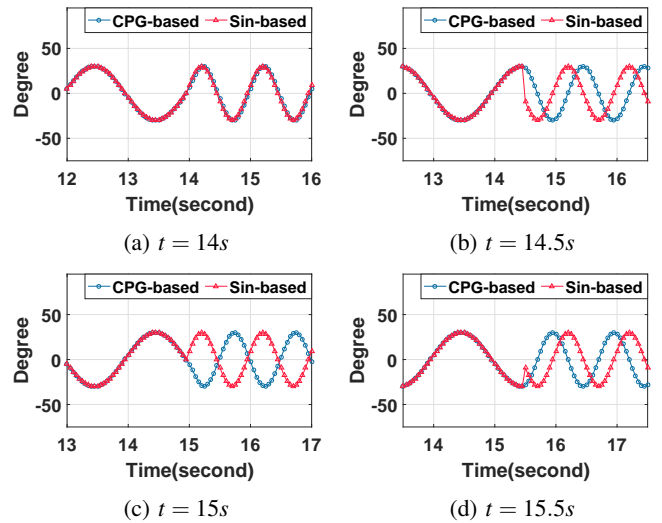 CPG-based Sin-based
50
0
-50
Degree
12 13 14 15 16
Time(second)
(a) t = 14s
CPG-based Sin-based
50
0
-50
Degree
13 14 15 16
Time(second)
(b) t = 14.5s
CPG-based Sin-based
50
0
-50
Degree
13 14 15 16 17
Time(second)
(c) t = 15s
CPG-based Sin-based
50
0
-50
Degree
14 15 16 17
Time(second)
(d) t = 15.5s